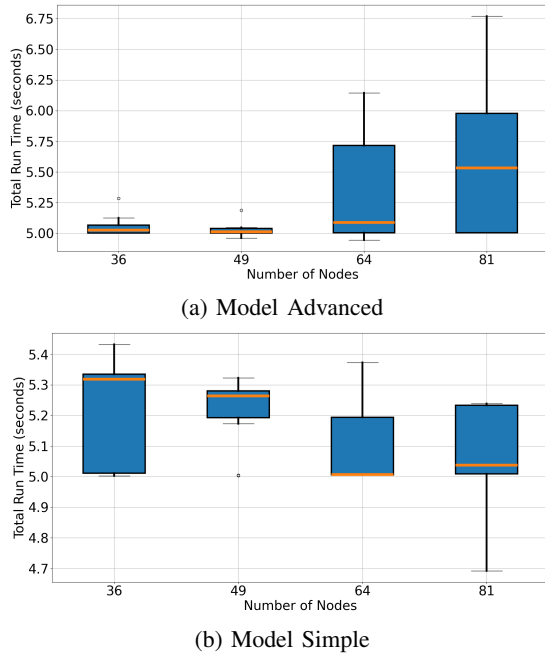 6.75
6.50
6.25
6.00
5.75
5.50
5.25
5.00
Total Run Time (seconds)
36 49 64 81
Number of Nodes
(a) Model Advanced
5.4
5.3
5.2
5.1
5.0
4.9
4.8
4.7
Total Run Time (seconds)
36 49 64 81
Number of Nodes
(b) Model Simple